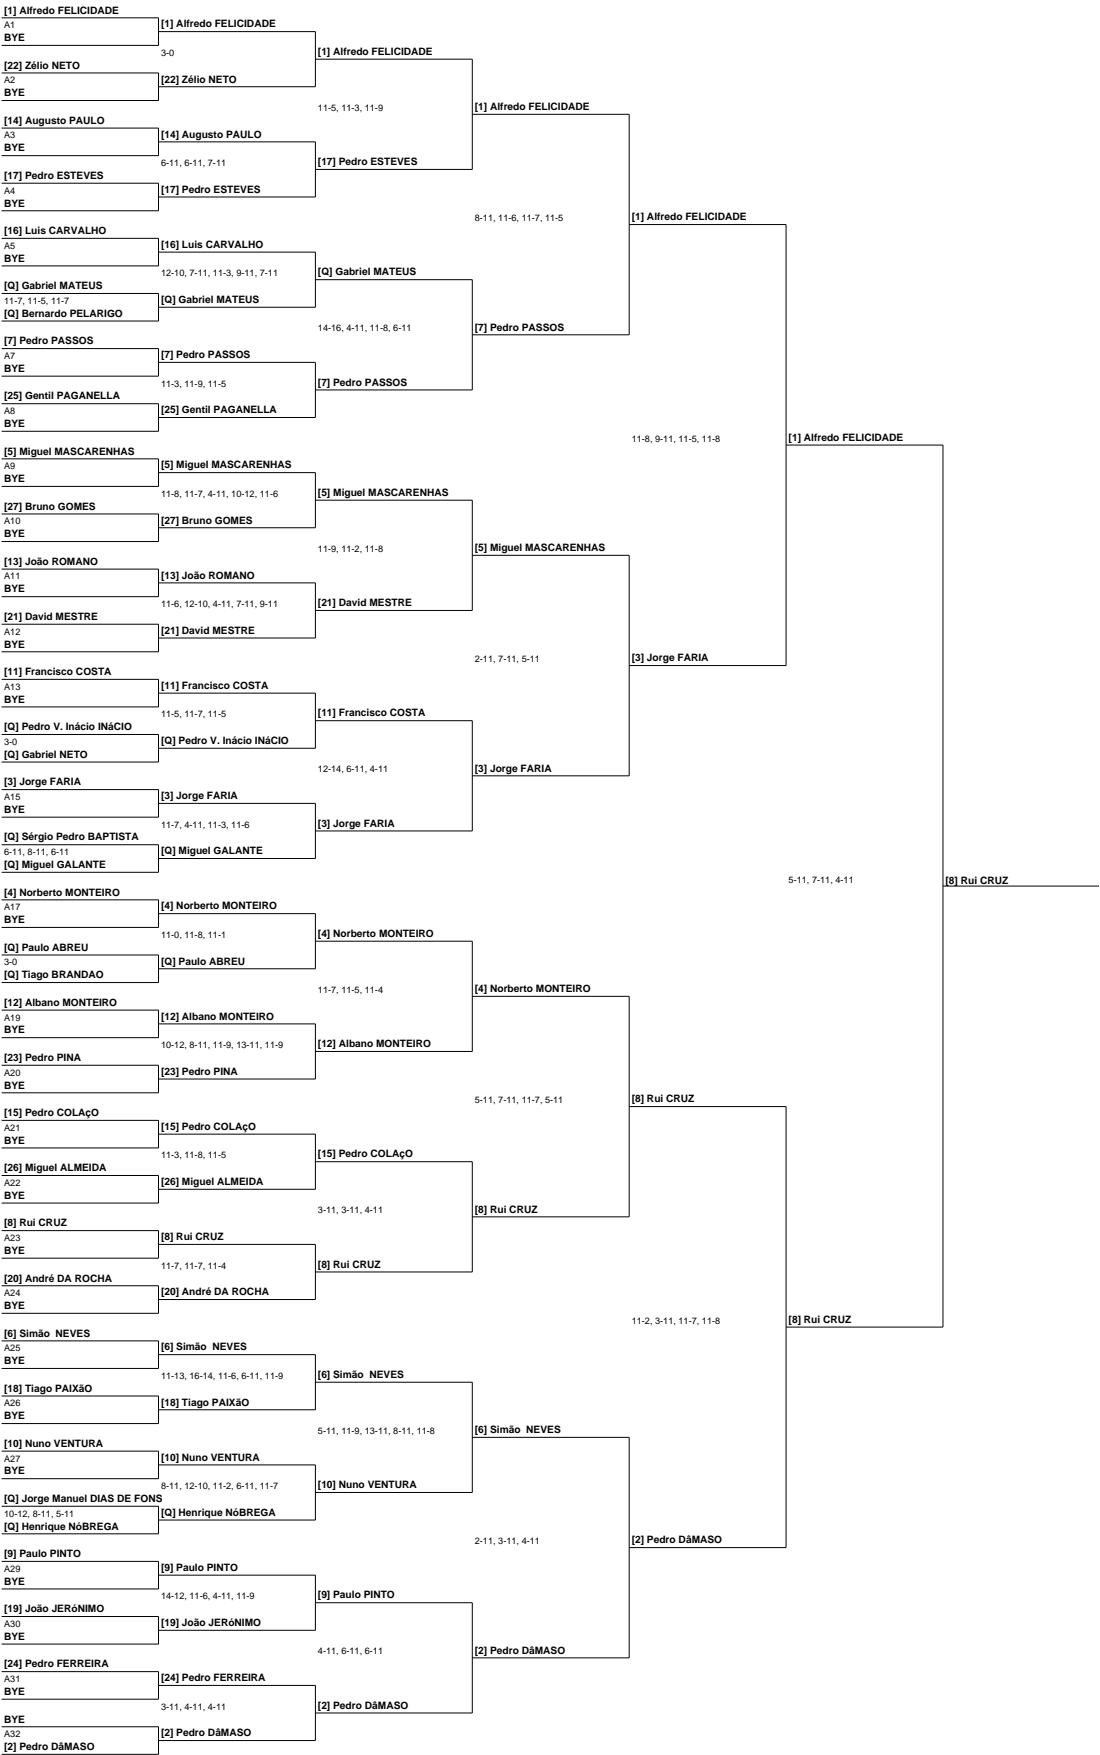 [1] Alfredo FELICIDADE
A1
BYE
[22] Zélio NETO
A2
BYE
[14] Augusto PAULO
A3
BYE
[17] Pedro ESTEVES
A4
BYE
[16] Luis CARVALHO
A5
BYE
[Q] Gabriel MATEUS
11-7, 11-5, 11-7
[Q] Bernardo PELARIGO
[7] Pedro PASSOS
A7
BYE
[25] Gentil PAGANELLA
A8
BYE
[5] Miguel MASCARENHAS
A9
BYE
[27] Bruno GOMES
A10
BYE
[13] João ROMANO
A11
BYE
[21] David MESTRE
A12
BYE
[11] Francisco COSTA
A13
BYE
[Q] Pedro V. Inácio INáCIO
3-0
[Q] Gabriel NETO
[3] Jorge FARIA
A15
BYE
[Q] Sérgio Pedro BAPTISTA
6-11, 8-11, 6-11
[Q] Miguel GALANTE
[4] Norberto MONTEIRO
A17
BYE
[Q] Paulo ABREU
3-0
[Q] Tiago BRANDAO
[12] Albano MONTEIRO
A19
BYE
[23] Pedro PINA
A20
BYE
[15] Pedro COLAçO
A21
BYE
[26] Miguel ALMEIDA
A22
BYE
[8] Rui CRUZ
A23
BYE
[20] André DA ROCHA
A24
BYE
[6] Simão  NEVES
A25
BYE
[18] Tiago PAIXãO
A26
BYE
[10] Nuno VENTURA
A27
BYE
[Q] Jorge Manuel DIAS DE FONS
10-12, 8-11, 5-11
[Q] Henrique NóBREGA
[9] Paulo PINTO
A29
BYE
[19] João JERóNIMO
A30
BYE
[24] Pedro FERREIRA
A31
BYE
BYE
A32
[2] Pedro DâMASO
[1] Alfredo FELICIDADE
3-0
[22] Zélio NETO
[14] Augusto PAULO
6-11, 6-11, 7-11
[17] Pedro ESTEVES
[16] Luis CARVALHO
12-10, 7-11, 11-3, 9-11, 7-11
[Q] Gabriel MATEUS
[7] Pedro PASSOS
11-3, 11-9, 11-5
[25] Gentil PAGANELLA
[5] Miguel MASCARENHAS
11-8, 11-7, 4-11, 10-12, 11-6
[27] Bruno GOMES
[13] João ROMANO
11-6, 12-10, 4-11, 7-11, 9-11
[21] David MESTRE
[11] Francisco COSTA
11-5, 11-7, 11-5
[Q] Pedro V. Inácio INáCIO
[3] Jorge FARIA
11-7, 4-11, 11-3, 11-6
[Q] Miguel GALANTE
[4] Norberto MONTEIRO
11-0, 11-8, 11-1
[Q] Paulo ABREU
[12] Albano MONTEIRO
10-12, 8-11, 11-9, 13-11, 11-9
[23] Pedro PINA
[15] Pedro COLAçO
11-3, 11-8, 11-5
[26] Miguel ALMEIDA
[8] Rui CRUZ
11-7, 11-7, 11-4
[20] André DA ROCHA
[6] Simão  NEVES
11-13, 16-14, 11-6, 6-11, 11-9
[18] Tiago PAIXãO
[10] Nuno VENTURA
8-11, 12-10, 11-2, 6-11, 11-7
[Q] Henrique NóBREGA
[9] Paulo PINTO
14-12, 11-6, 4-11, 11-9
[19] João JERóNIMO
[24] Pedro FERREIRA
3-11, 4-11, 4-11
[2] Pedro DâMASO
[1] Alfredo FELICIDADE
11-5, 11-3, 11-9
[17] Pedro ESTEVES
[Q] Gabriel MATEUS
14-16, 4-11, 11-8, 6-11
[7] Pedro PASSOS
[5] Miguel MASCARENHAS
11-9, 11-2, 11-8
[21] David MESTRE
[11] Francisco COSTA
12-14, 6-11, 4-11
[3] Jorge FARIA
[4] Norberto MONTEIRO
11-7, 11-5, 11-4
[12] Albano MONTEIRO
[15] Pedro COLAçO
3-11, 3-11, 4-11
[8] Rui CRUZ
[6] Simão  NEVES
5-11, 11-9, 13-11, 8-11, 11-8
[10] Nuno VENTURA
[9] Paulo PINTO
4-11, 6-11, 6-11
[2] Pedro DâMASO
[1] Alfredo FELICIDADE
8-11, 11-6, 11-7, 11-5
[7] Pedro PASSOS
[5] Miguel MASCARENHAS
2-11, 7-11, 5-11
[3] Jorge FARIA
[4] Norberto MONTEIRO
5-11, 7-11, 11-7, 5-11
[8] Rui CRUZ
[6] Simão  NEVES
2-11, 3-11, 4-11
[2] Pedro DâMASO
[1] Alfredo FELICIDADE
11-8, 9-11, 11-5, 11-8
[3] Jorge FARIA
[8] Rui CRUZ
11-2, 3-11, 11-7, 11-8
[2] Pedro DâMASO
[1] Alfredo FELICIDADE
5-11, 7-11, 4-11
[8] Rui CRUZ
[8] Rui CRUZ